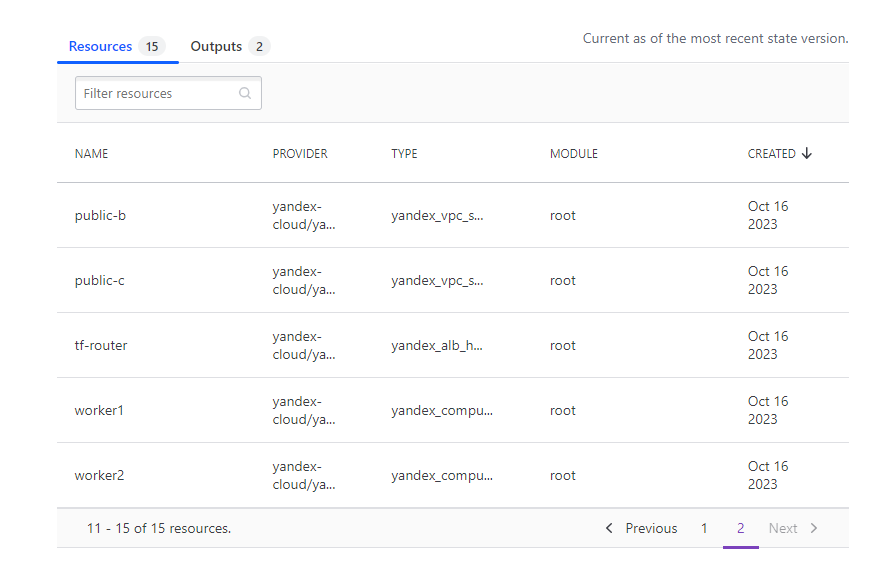 Resources 15 Outputs 2 Current as of the most recent state version.
Filter resources
NAME PROVIDER TYPE MODULE CREATED
public-b yandex-cloud/ya... yandex_vpc_s... root Oct 16 2023
public-c yandex-cloud/ya... yandex_vpc_s... root Oct 16 2023
tf-router yandex-cloud/ya... yandex_alb_h... root Oct 16 2023
worker1 yandex-cloud/ya... yandex_compu... root Oct 16 2023
worker2 yandex-cloud/ya... yandex_compu... root Oct 16 2023
11 - 15 of 15 resources. Previous 1 2 Next